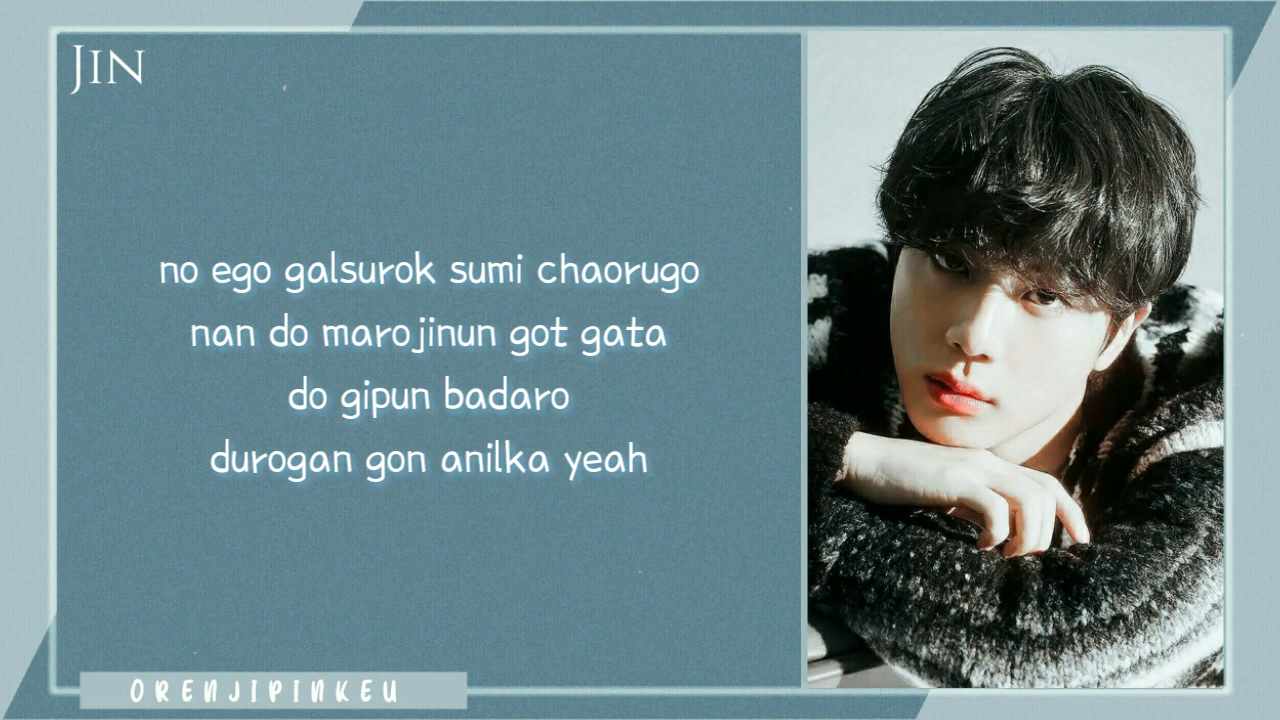 JIN
no ego galsurok sumi chaorugo
nan do marojinun got gata
do gipun badaro
durogan gon anilka yeah
ORENJIPINKEU